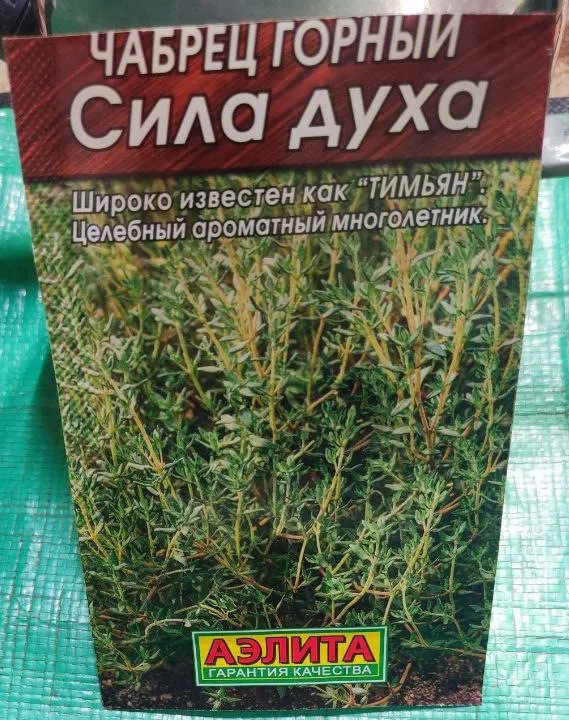 ЧАБРЕЦ ГОРНЫЙ
Сила духа
Широко известен как "ТИМЬЯН".
Целебный ароматный многолетник.
АЭЛИТА
ГАРАНТИЯ КАЧЕСТВА